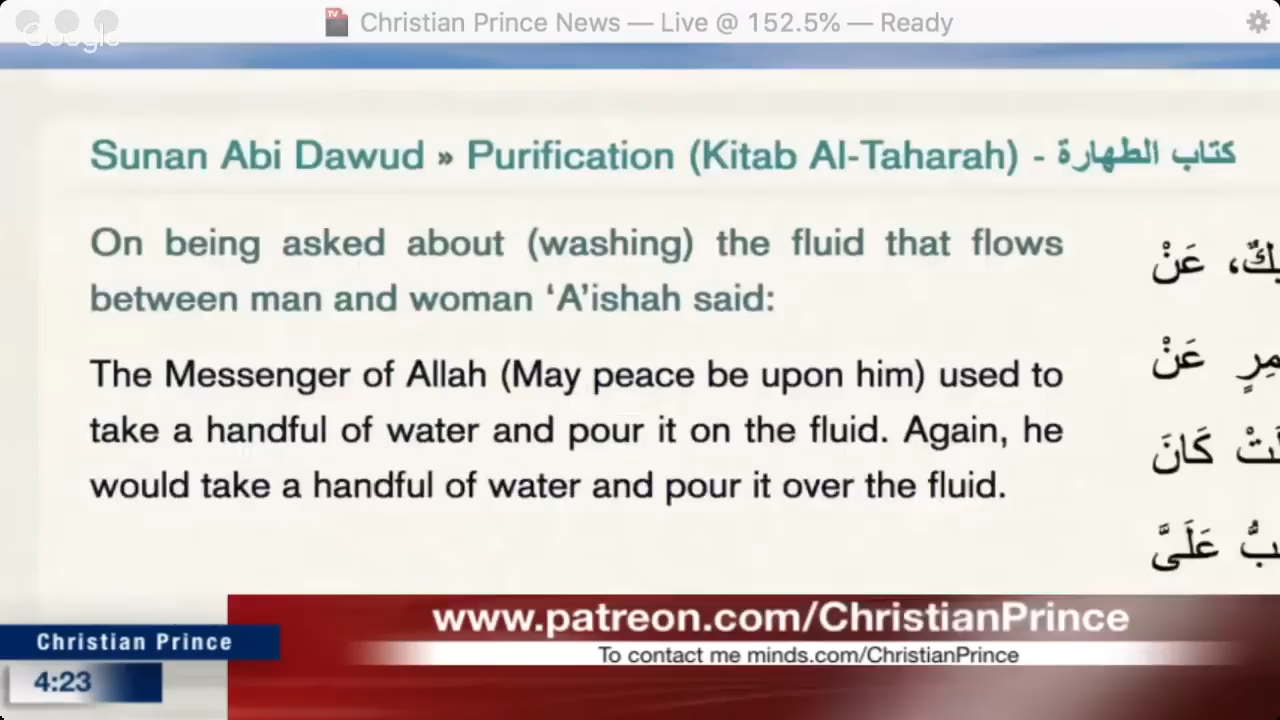 Christian Prince News — Live @ 152.5% — Ready
Google
Sunan Abi Dawud » Purification (Kitab Al-Taharah) - كتاب الطهارة
On being asked about (washing) the fluid that flows
between man and woman ‘A’ishah said:
عَنْ
The Messenger of Allah (May peace be upon him) used to
عَنْ
take a handful of water and pour it on the fluid. Again, he
كَانَ
would take a handful of water and pour it over the fluid.
عَلَىَّ
www.patreon.com/ChristianPrince
To contact me minds.com/ChristianPrince
Christian Prince
4:23